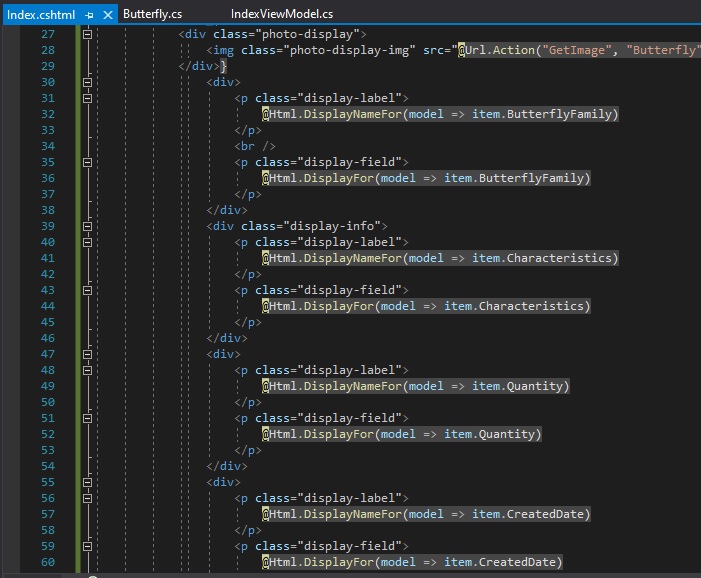 Index.cshtml Butterfly.cs IndexViewModel.cs
27 <div class="photo-display">
28 <img class="photo-display-img" src="@Url.Action("GetImage", "Butterfly"
29 </div>}
30 <div>
31 <p class="display-label">
32 @Html.DisplayNameFor(model => item.ButterflyFamily)
33 </p>
34 <br />
35 <p class="display-field">
36 @Html.DisplayFor(model => item.ButterflyFamily)
37 </p>
38 </div>
39 <div class="display-info">
40 <p class="display-label">
41 @Html.DisplayNameFor(model => item.Characteristics)
42 </p>
43 <p class="display-field">
44 @Html.DisplayFor(model => item.Characteristics)
45 </p>
46 </div>
47 <div>
48 <p class="display-label">
49 @Html.DisplayNameFor(model => item.Quantity)
50 </p>
51 <p class="display-field">
52 @Html.DisplayFor(model => item.Quantity)
53 </p>
54 </div>
55 <div>
56 <p class="display-label">
57 @Html.DisplayNameFor(model => item.CreatedDate)
58 </p>
59 <p class="display-field">
60 @Html.DisplayFor(model => item.CreatedDate)